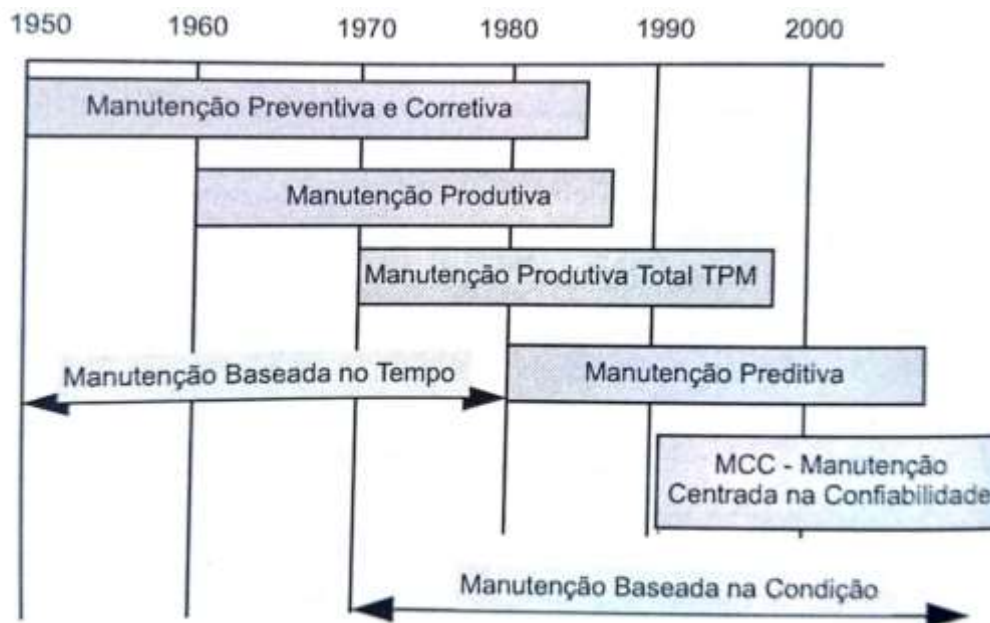 1950 1960 1970 1980 1990 2000
Manutenção Preventiva e Corretiva
Manutenção Produtiva
Manutenção Produtiva Total TPM
Manutenção Baseada no Tempo
Manutenção Preditiva
MCC - Manutenção
Centrada na Confiabilidade
Manutenção Baseada na Condição